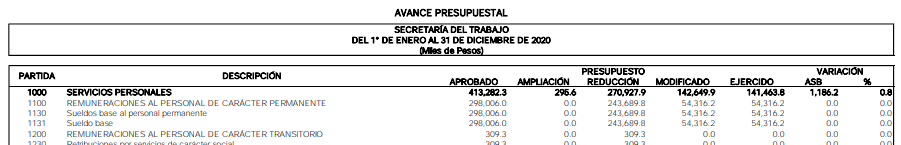 AVANCE PRESUPUESTAL
SECRETARÍA DEL TRABAJO
DEL 1° DE ENERO AL 31 DE DICIEMBRE DE 2020
(Miles de Pesos)
PRESUPUESTO VARIACIÓN
PARTIDA DESCRIPCIÓN APROBADO AMPLIACIÓN REDUCCIÓN MODIFICADO EJERCIDO ASB %
1000 SERVICIOS PERSONALES 413,282.3 295.6 270,927.9 142,649.9 141,463.8 1,186.2 0.8
1100 REMUNERACIONES AL PERSONAL DE CARÁCTER PERMANENTE 298,006.0 0.0 243,689.8 54,316.2 54,316.2 0.0 0.0
1130 Sueldos base al personal permanente 298,006.0 0.0 243,689.8 54,316.2 54,316.2 0.0 0.0
1131 Sueldo base 298,006.0 0.0 243,689.8 54,316.2 54,316.2 0.0 0.0
1200 REMUNERACIONES AL PERSONAL DE CARÁCTER TRANSITORIO 309.3 0.0 309.3 0.0 0.0 0.0 0.0
1230 Retribuciones por servicios de carácter social 309.3 0.0 309.3 0.0 0.0 0.0 0.0